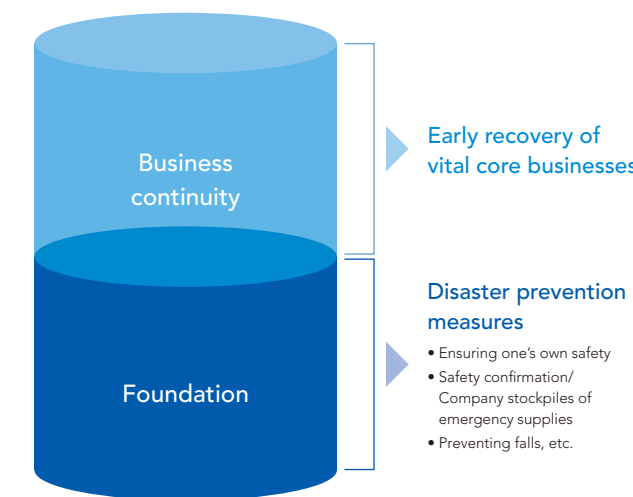 Business
continuity
Early recovery of
vital core businesses
Foundation
Disaster prevention
measures
• Ensuring one’s own safety
• Safety confirmation/
Company stockpiles of
emergency supplies
• Preventing falls, etc.